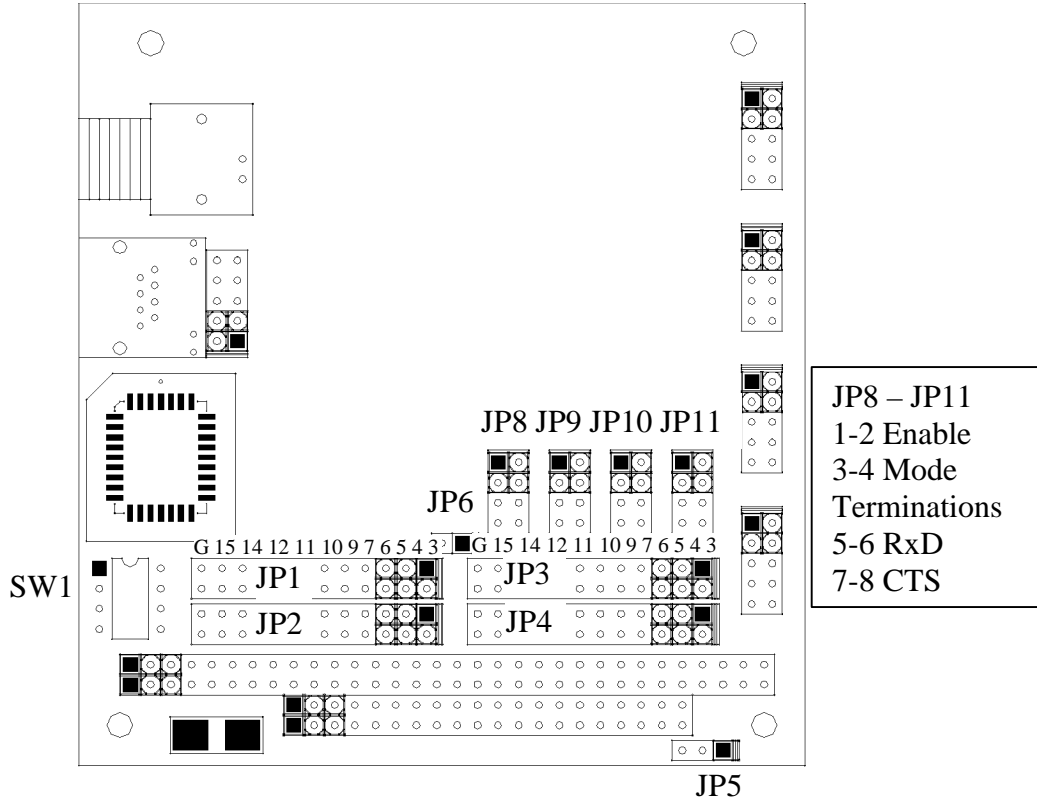 JP8 – JP11
1-2 Enable
3-4 Mode
Terminations
5-6 RxD
7-8 CTS
JP8 JP9 JP10 JP11
JP6
G 15 14 12 11 10 9 7 6 5 4 3
G 15 14 12 11 10 9 7 6 5 4 3
SW1
JP1
JP3
JP2
JP4
JP5